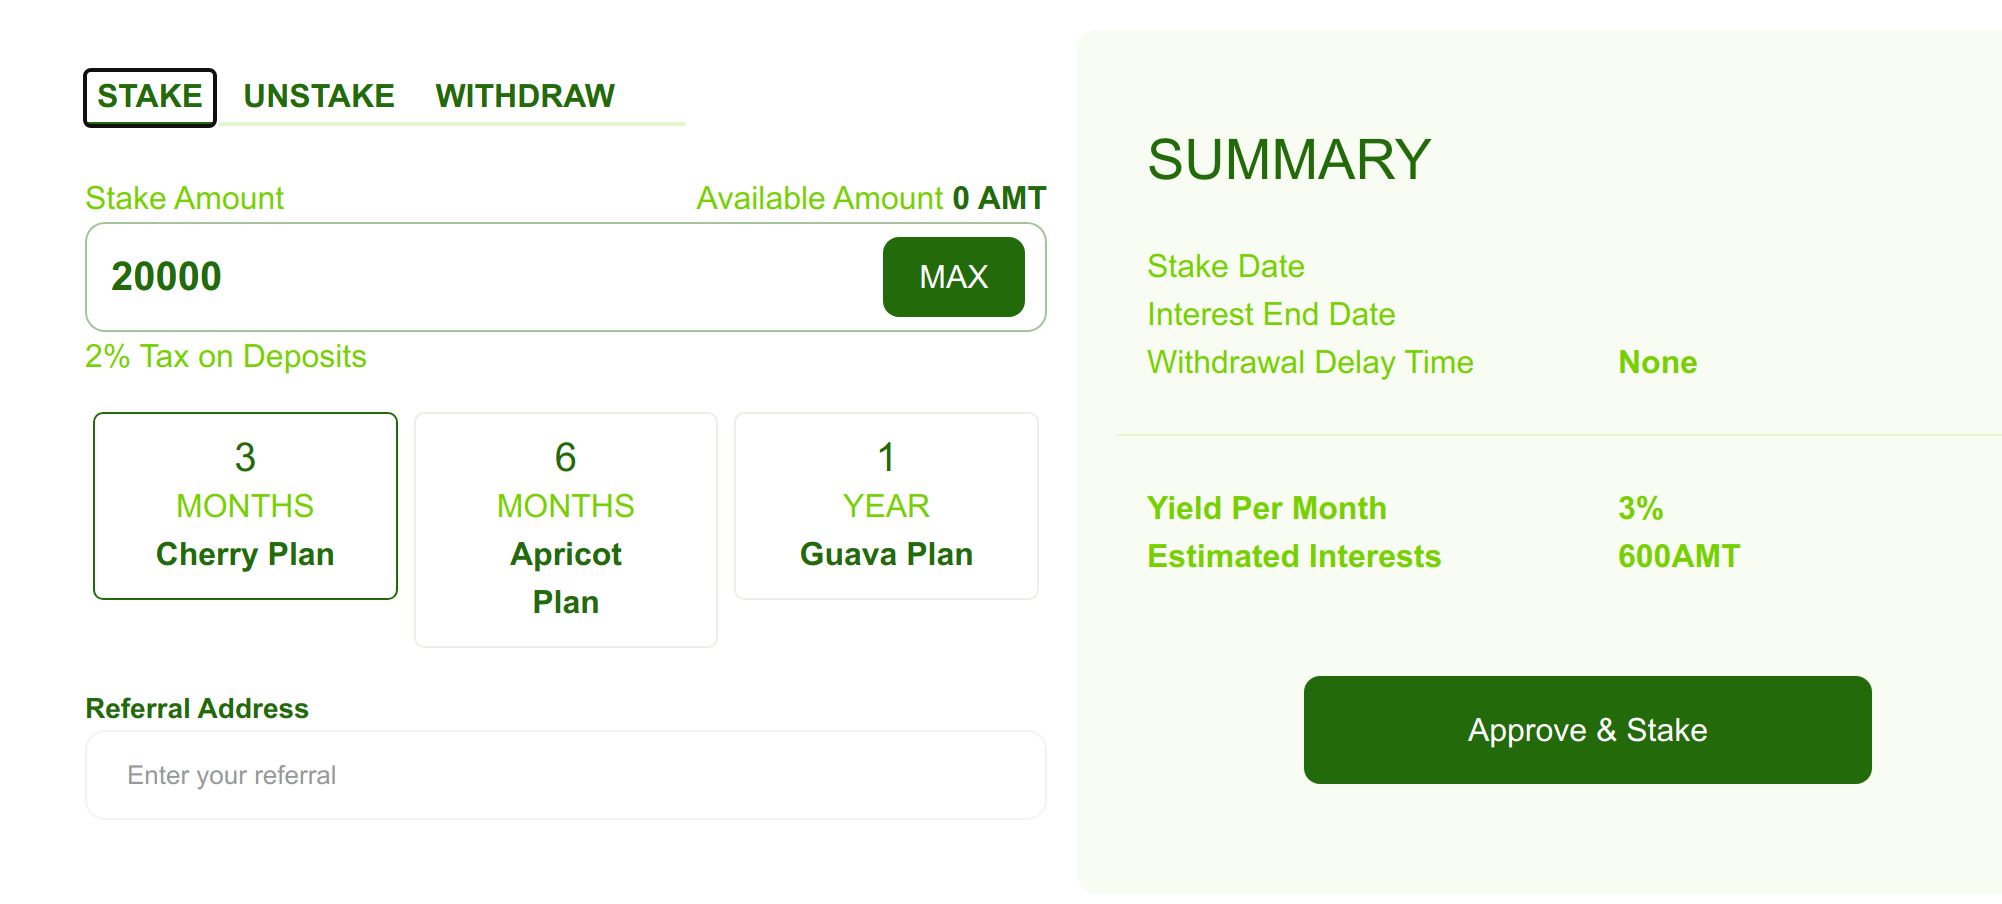 STAKE UNSTAKE WITHDRAW
Stake Amount Available Amount 0 AMT
20000 MAX
2% Tax on Deposits
3
MONTHS
Cherry Plan
6
MONTHS
Apricot
Plan
1
YEAR
Guava Plan
Referral Address
Enter your referral
SUMMARY
Stake Date
Interest End Date
Withdrawal Delay Time None
Yield Per Month 3%
Estimated Interests 600AMT
Approve & Stake